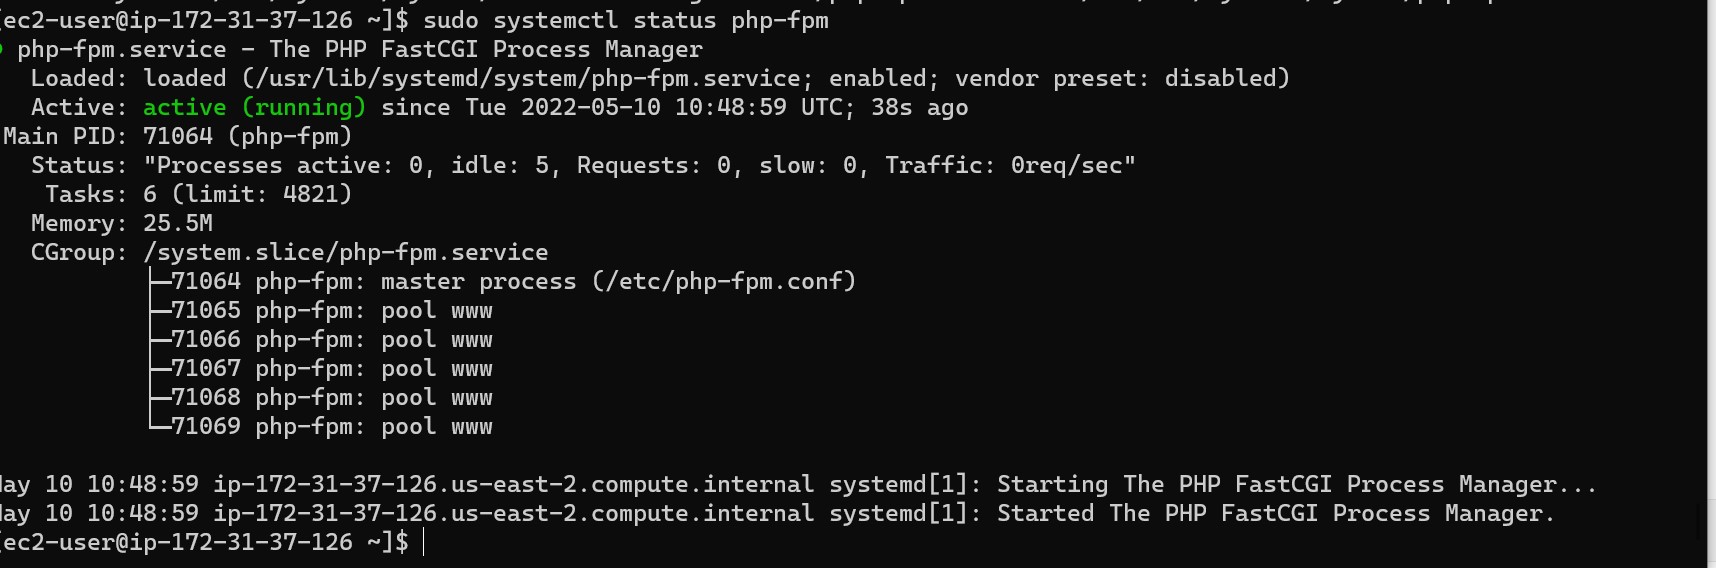 [ec2-user@ip-172-31-37-126 ~]$ sudo systemctl status php-fpm
php-fpm.service - The PHP FastCGI Process Manager
Loaded: loaded (/usr/lib/systemd/system/php-fpm.service; enabled; vendor preset: disabled)
Active: active (running) since Tue 2022-05-10 10:48:59 UTC; 38s ago
Main PID: 71064 (php-fpm)
Status: "Processes active: 0, idle: 5, Requests: 0, slow: 0, Traffic: 0req/sec"
Tasks: 6 (limit: 4821)
Memory: 25.5M
CGroup: /system.slice/php-fpm.service
├─71064 php-fpm: master process (/etc/php-fpm.conf)
├─71065 php-fpm: pool www
├─71066 php-fpm: pool www
├─71067 php-fpm: pool www
├─71068 php-fpm: pool www
└─71069 php-fpm: pool www
May 10 10:48:59 ip-172-31-37-126.us-east-2.compute.internal systemd[1]: Starting The PHP FastCGI Process Manager...
May 10 10:48:59 ip-172-31-37-126.us-east-2.compute.internal systemd[1]: Started The PHP FastCGI Process Manager.
[ec2-user@ip-172-31-37-126 ~]$